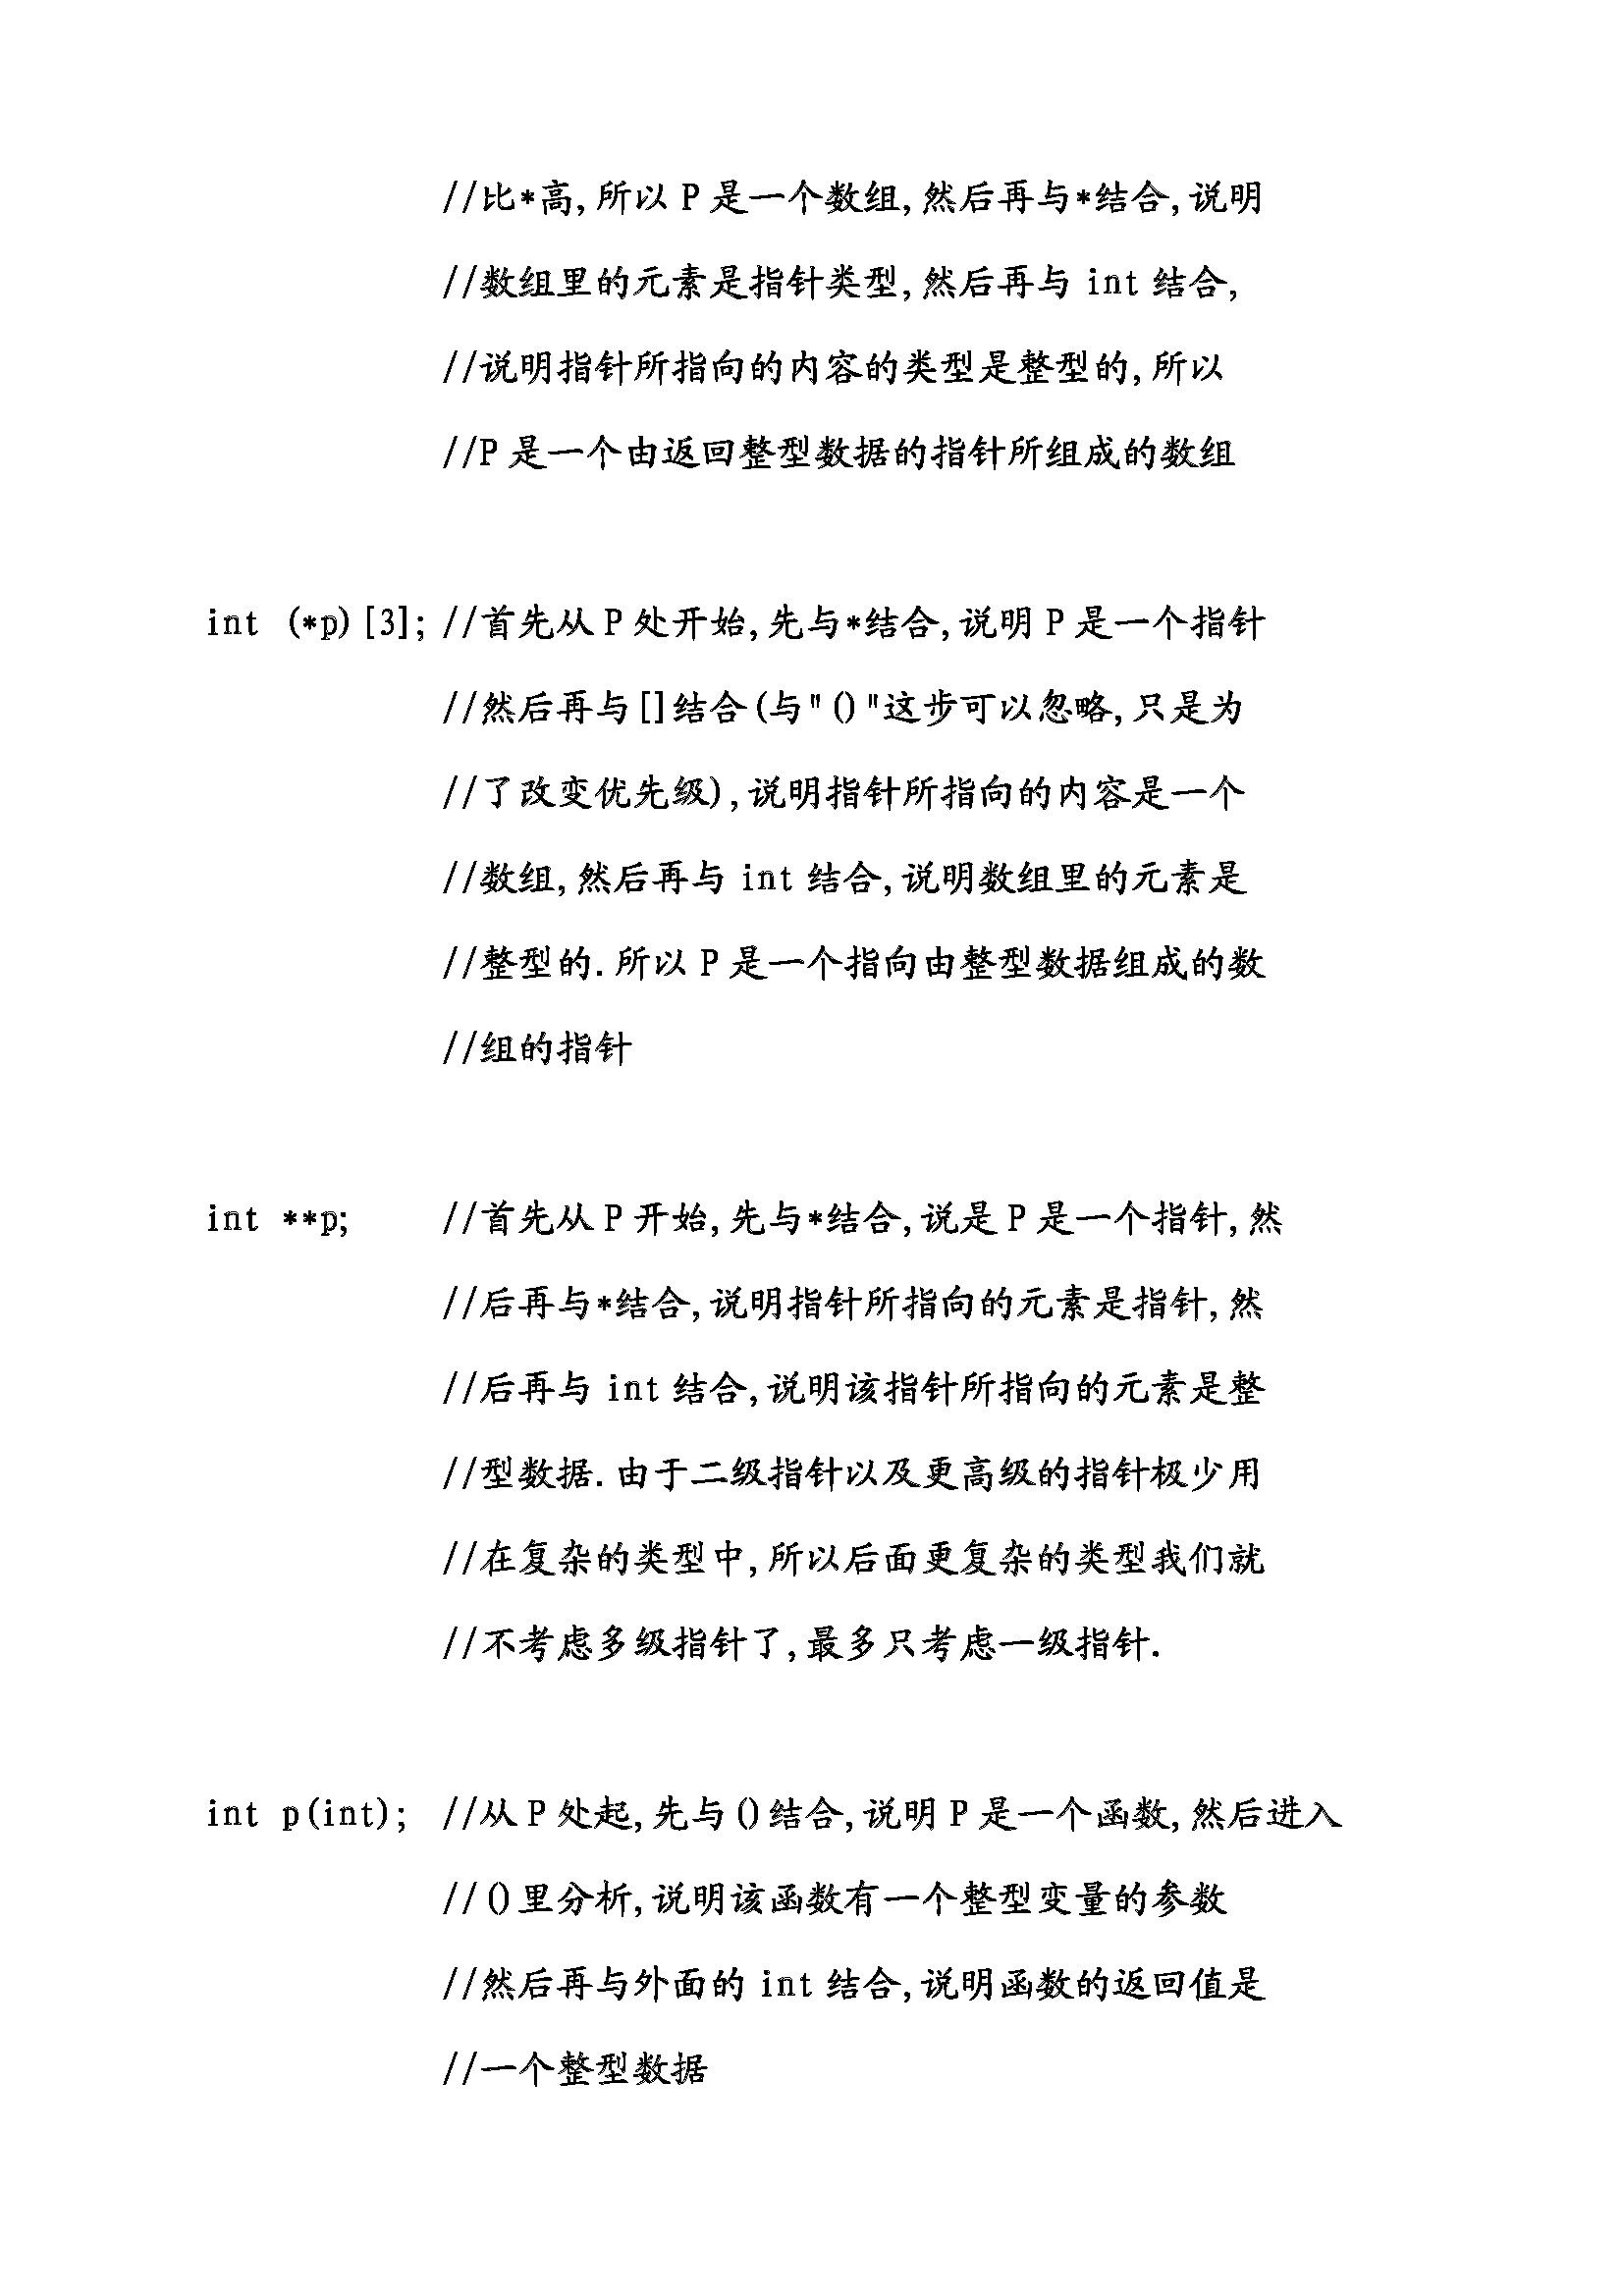 //比*高,所以 P 是一个数组,然后再与*结合,说明
//数组里的元素是指针类型,然后再与 int 结合,
//说明指针所指向的内容的类型是整型的,所以
//P 是一个由返回整型数据的指针所组成的数组
int (*p)[3]; //首先从 P 处开始,先与*结合,说明 P 是一个指针
//然后再与[]结合(与"()"这步可以忽略,只是为
//了改变优先级),说明指针所指向的内容是一个
//数组,然后再与 int 结合,说明数组里的元素是
//整型的.所以 P 是一个指向由整型数据组成的数
//组的指针
int **p; //首先从 P 开始,先与*结合,说是 P 是一个指针,然
//后再与*结合,说明指针所指向的元素是指针,然
//后再与 int 结合,说明该指针所指向的元素是整
//型数据.由于二级指针以及更高级的指针极少用
//在复杂的类型中,所以后面更复杂的类型我们就
//不考虑多级指针了,最多只考虑一级指针.
int p(int); //从 P 处起,先与()结合,说明 P 是一个函数,然后进入
//()里分析,说明该函数有一个整型变量的参数
//然后再与外面的 int 结合,说明函数的返回值是
//一个整型数据